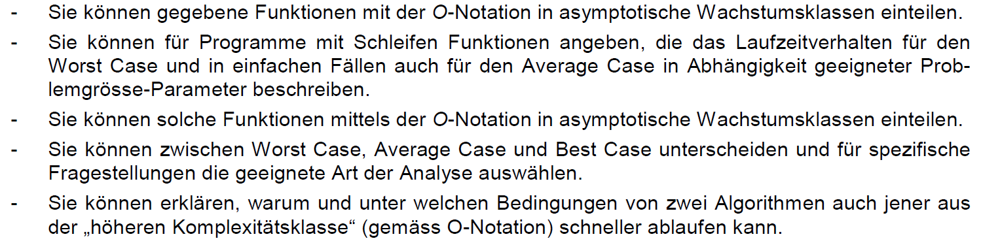 - Sie können gegebene Funktionen mit der O-Notation in asymptotische Wachstumsklassen einteilen.
- Sie können für Programme mit Schleifen Funktionen angeben, die das Laufzeitverhalten für den
Worst Case und in einfachen Fällen auch für den Average Case in Abhängigkeit geeigneter Prob-
lemgrösse-Parameter beschreiben.
- Sie können solche Funktionen mittels der O-Notation in asymptotische Wachstumsklassen einteilen.
- Sie können zwischen Worst Case, Average Case und Best Case unterscheiden und für spezifische
Fragestellungen die geeignete Art der Analyse auswählen.
- Sie können erklären, warum und unter welchen Bedingungen von zwei Algorithmen auch jener aus
der „höheren Komplexitätsklasse“ (gemäss O-Notation) schneller ablaufen kann.